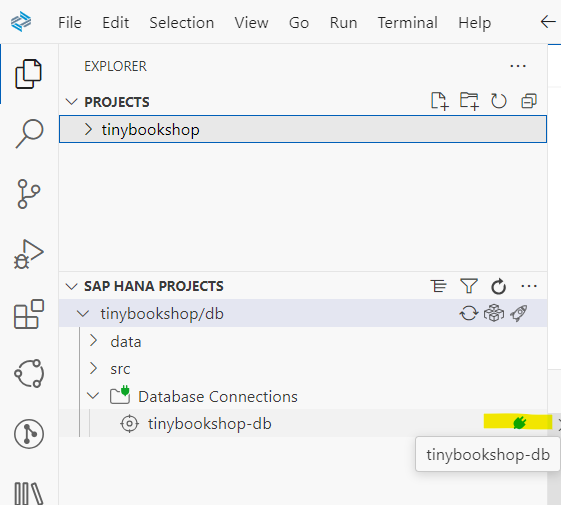 File Edit View Go Run Terminal Help
EXPLORER
PROJECTS
tinybookshop
SAP HANA PROJECTS
tinybookshop/db
data
src
Database Connections
tinybookshop-db
tinybookshop-db